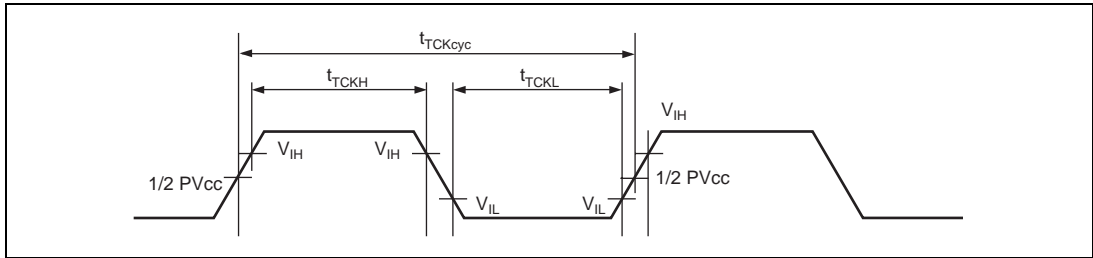 tTCKcyc
tTCKH
tTCKL
VIH
VIH
VIH
1/2 PVcc
1/2 PVcc
VIL
VIL